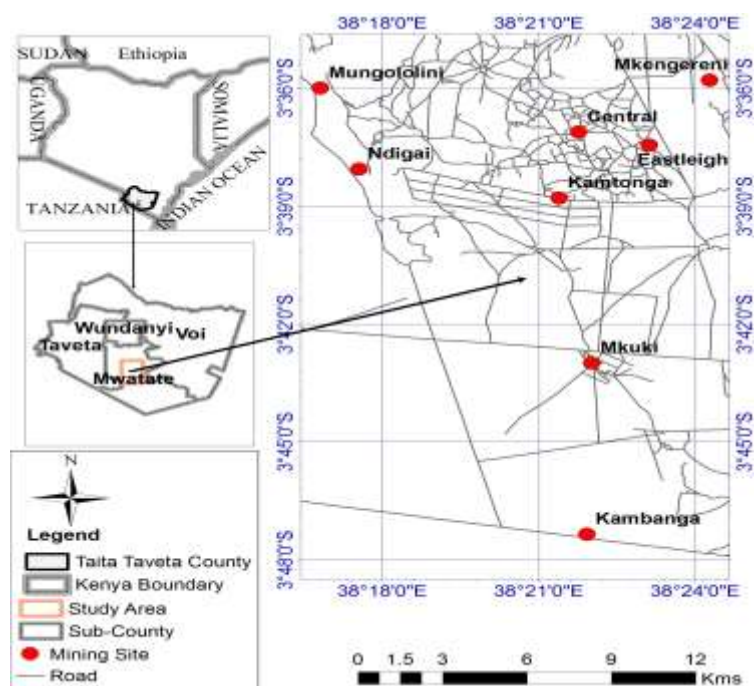 SUDAN Ethiopia
UGANDA
SOMALIA
TANZANIA
INDIAN OCEAN
Wundanyi
Voi
Taveta
Mwatate
N
Legend
Taita Taveta County
Kenya Boundary
Study Area
Sub-County
Mining Site
Road
38°18'0"E 38°21'0"E 38°24'0"E
3°36'0"S 3°36'0"S
3°39'0"S 3°39'0"S
3°42'0"S 3°42'0"S
3°45'0"S 3°45'0"S
3°48'0"S 3°48'0"S
Mkengereni
Mungololini
Central
Eastleigh
Ndigai
Kamtonga
Mkuki
Kambanga
38°18'0"E 38°21'0"E 38°24'0"E
0 1.5 3 6 9 12
Kms